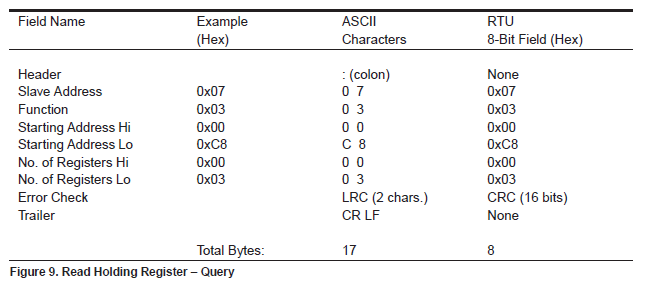 Field Name Example ASCII RTU
(Hex) Characters 8-Bit Field (Hex)
Header : (colon) None
Slave Address 0x07 0 7 0x07
Function 0x03 0 3 0x03
Starting Address Hi 0x00 0 0 0x00
Starting Address Lo 0xC8 C 8 0xC8
No. of Registers Hi 0x00 0 0 0x00
No. of Registers Lo 0x03 0 3 0x03
Error Check LRC (2 chars.) CRC (16 bits)
Trailer CR LF None
Total Bytes: 17 8
Figure 9. Read Holding Register – Query